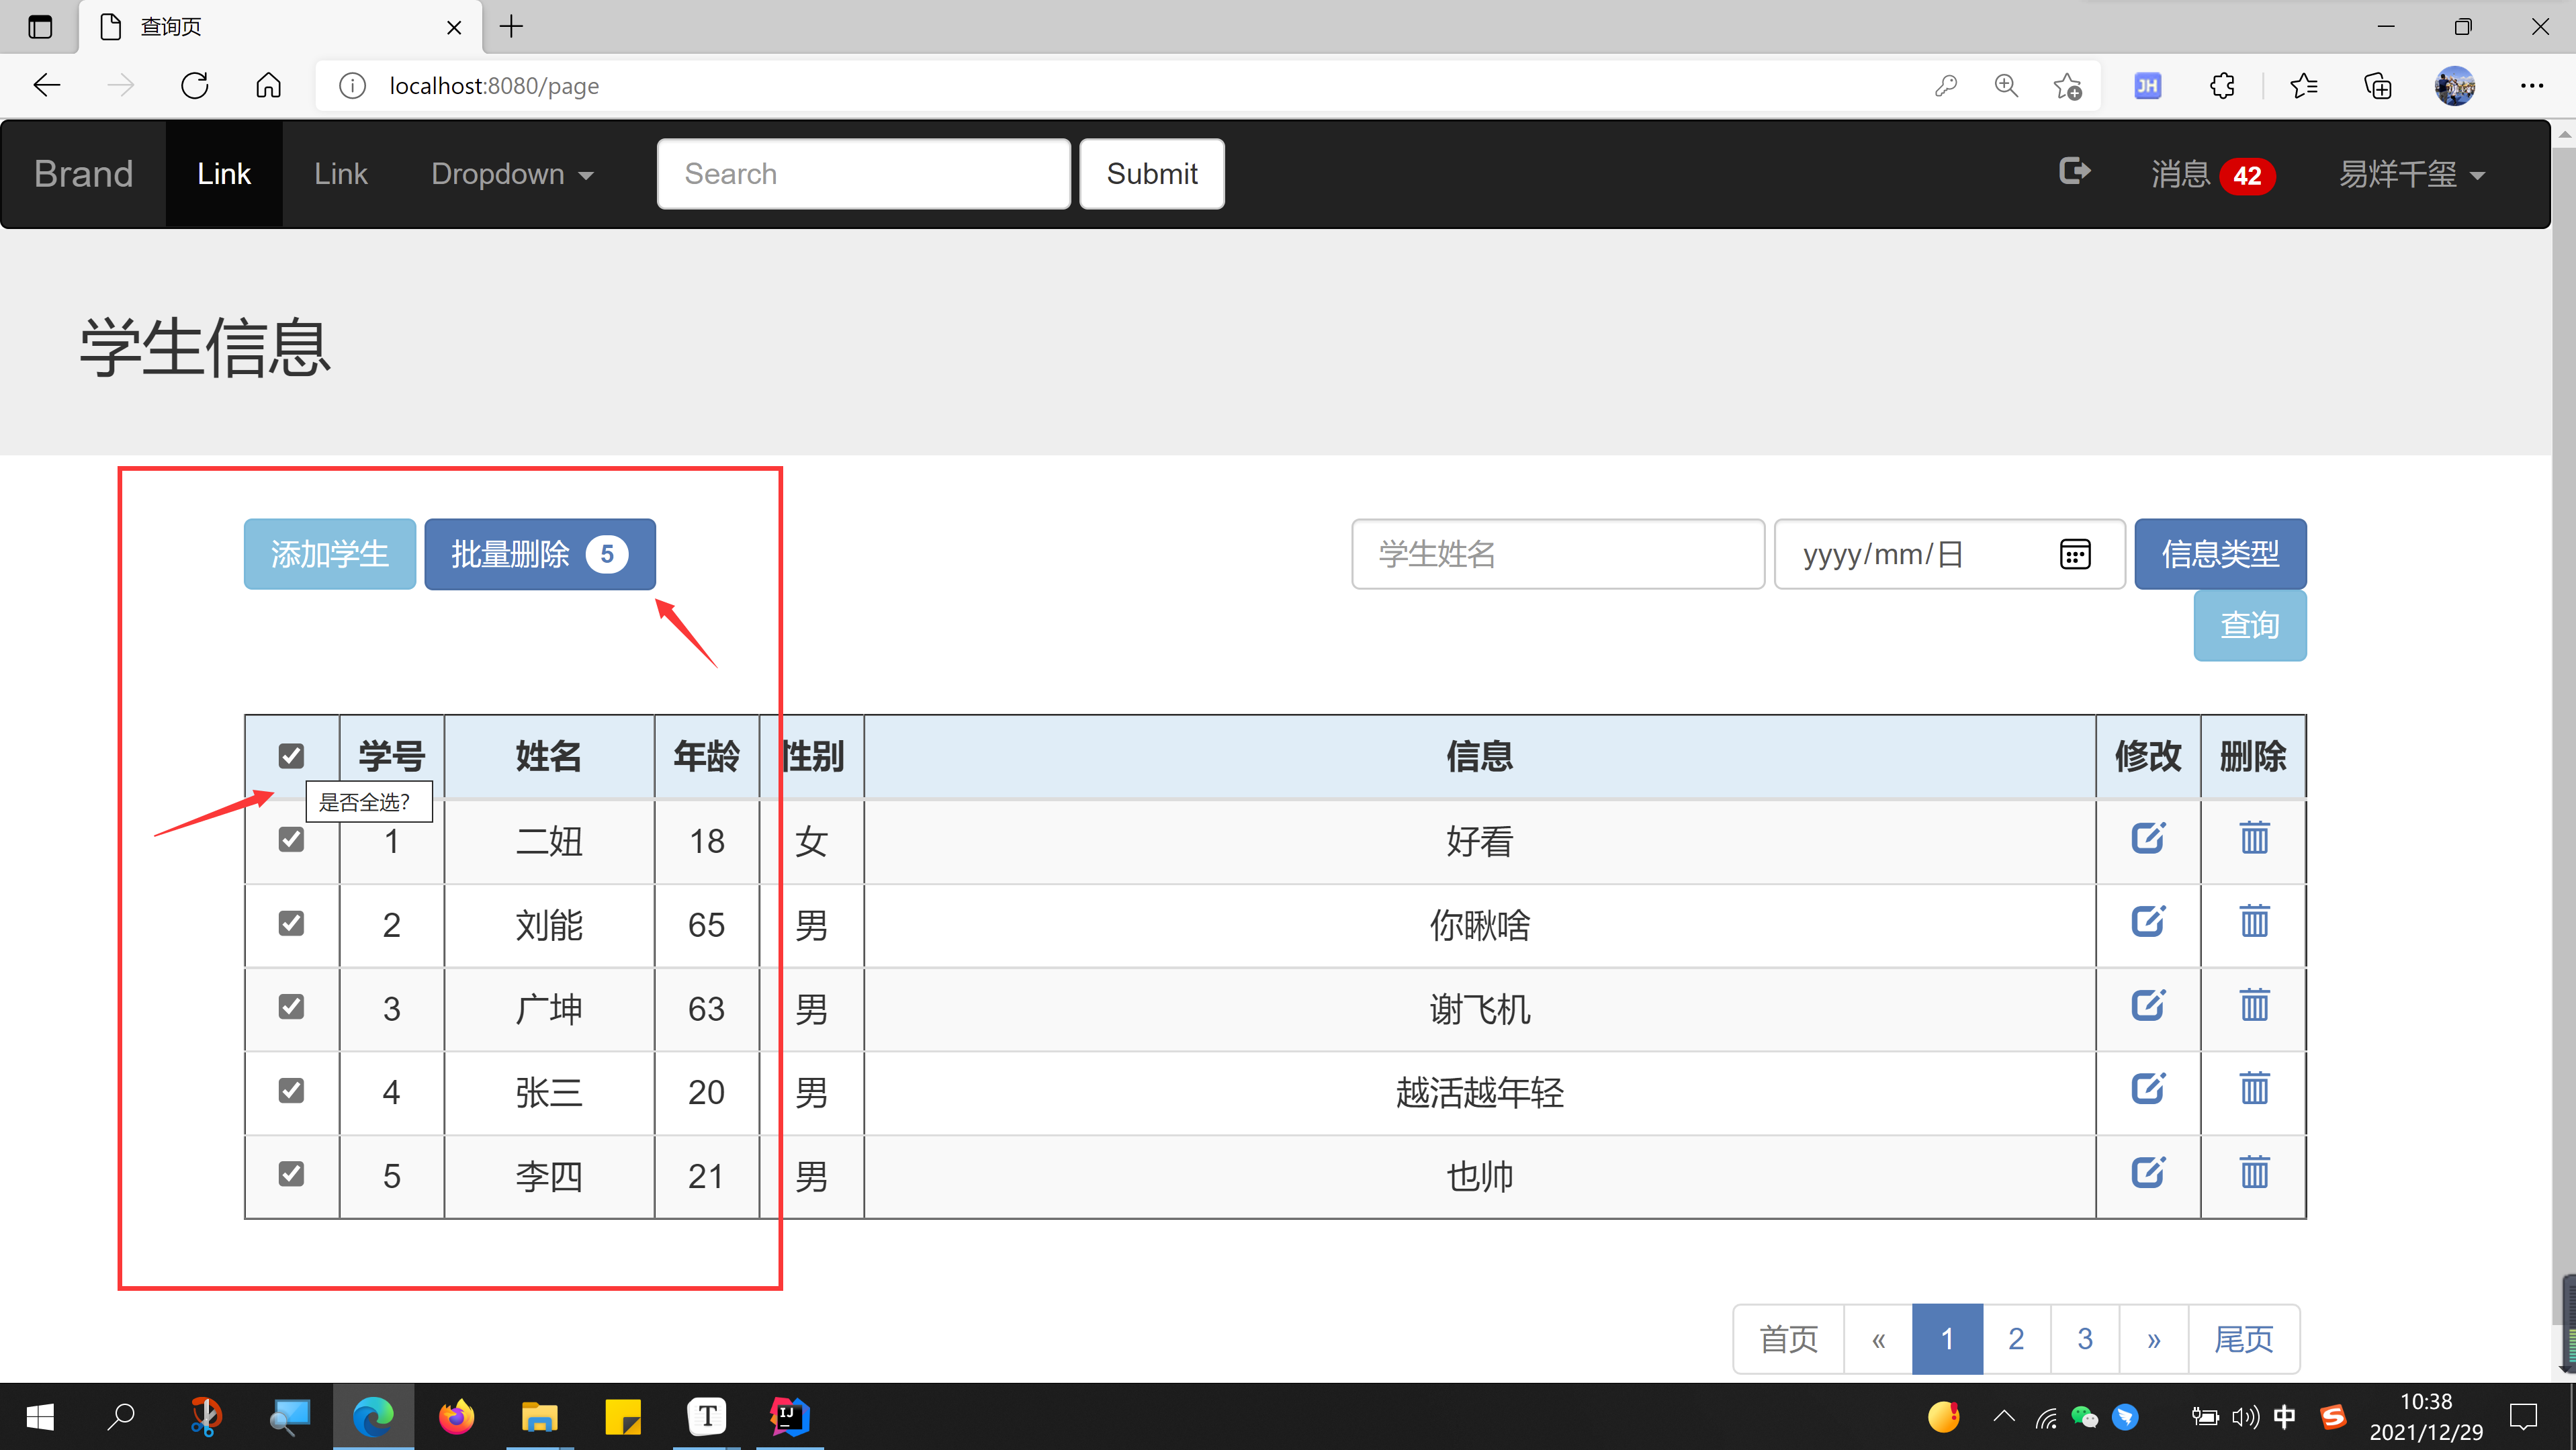 查询页
localhost:8080/page
JH
Brand Link Link Dropdown Search Submit 消息 42 易烊千玺
学生信息
添加学生 批量删除 5 学生姓名 yyyy/mm/日 信息类型
查询
学号 姓名 年龄 性别 信息 修改 删除
是否全选?
1 二妞 18 女 好看
2 刘能 65 男 你瞅啥
3 广坤 63 男 谢飞机
4 张三 20 男 越活越年轻
5 李四 21 男 也帅
首页 « 1 2 3 » 尾页
T IJ 中 S 10:38
2021/12/29